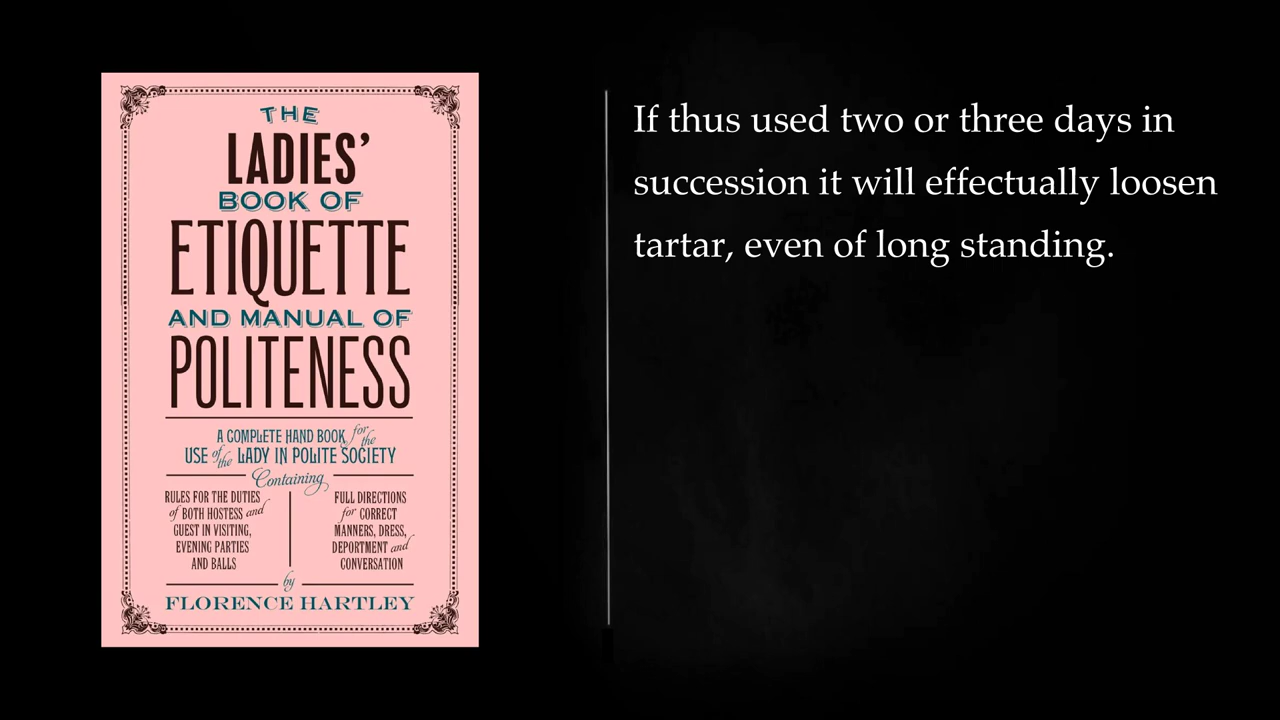 THE
LADIES’
BOOK OF
ETIQUETTE
AND MANUAL OF
POLITENESS
A COMPLETE HAND BOOK for the
USE of the LADY IN POLITE SOCIETY
Containing
RULES FOR THE DUTIES
of BOTH HOSTESS and
GUEST IN VISITING,
EVENING PARTIES
AND BALLS
FULL DIRECTIONS
for CORRECT
MANNERS, DRESS,
DEPORTMENT and
CONVERSATION
by
FLORENCE HARTLEY
If thus used two or three days in
succession it will effectually loosen
tartar, even of long standing.